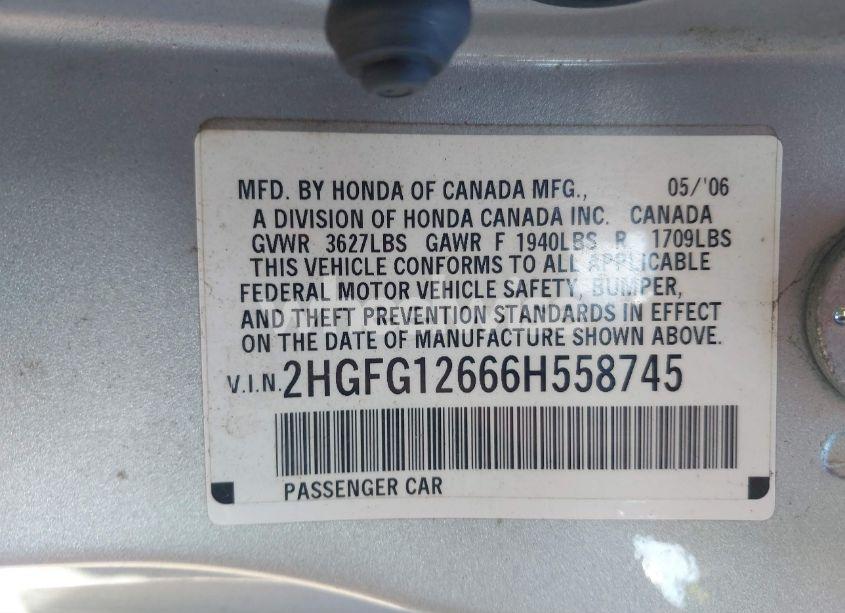 MFD. BY HONDA OF CANADA MFG., 05/'06
A DIVISION OF HONDA CANADA INC. CANADA
GVWR 3627LBS GAWR F 1940LBS R 1709LBS
THIS VEHICLE CONFORMS TO ALL APPLICABLE
FEDERAL MOTOR VEHICLE SAFETY, BUMPER,
AND THEFT PREVENTION STANDARDS IN EFFECT
ON THE DATE OF MANUFACTURE SHOWN ABOVE.
V.I.N. 2HGFG12666H558745
PASSENGER CAR